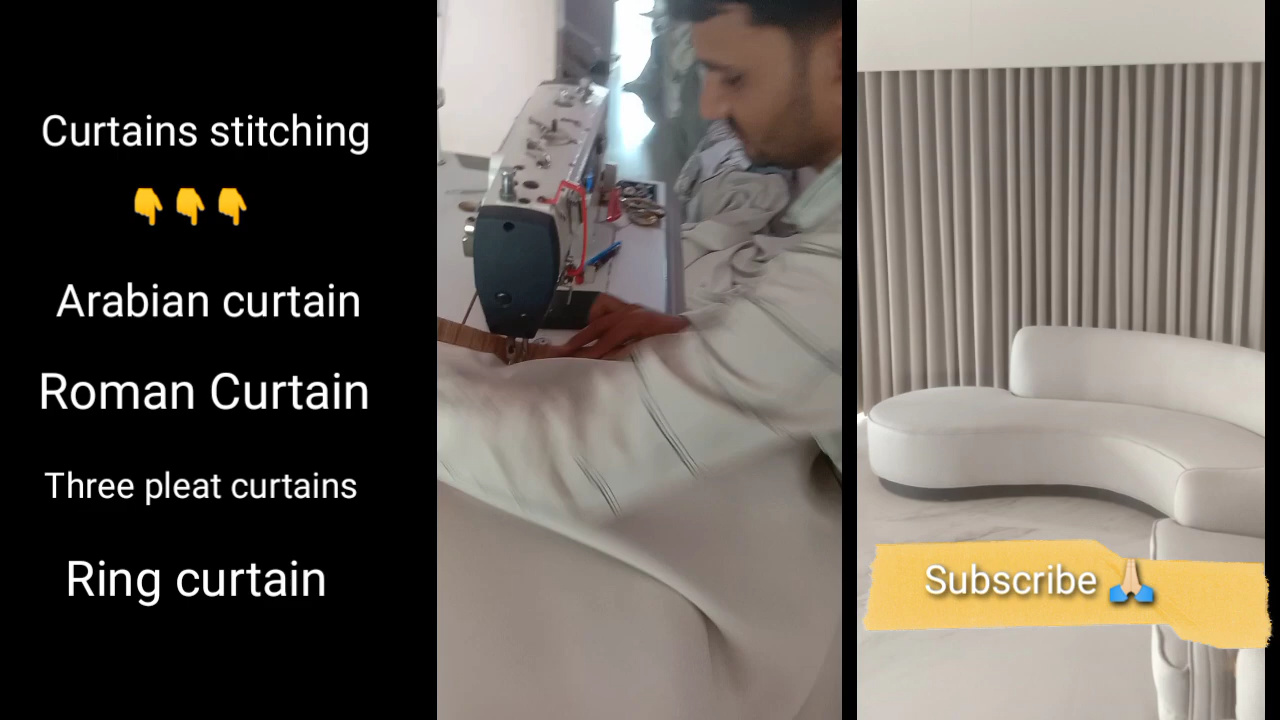 Curtains stitching
👇👇👇
Arabian curtain
Roman Curtain
Three pleat curtains
Ring curtain
Subscribe 🙏🏼